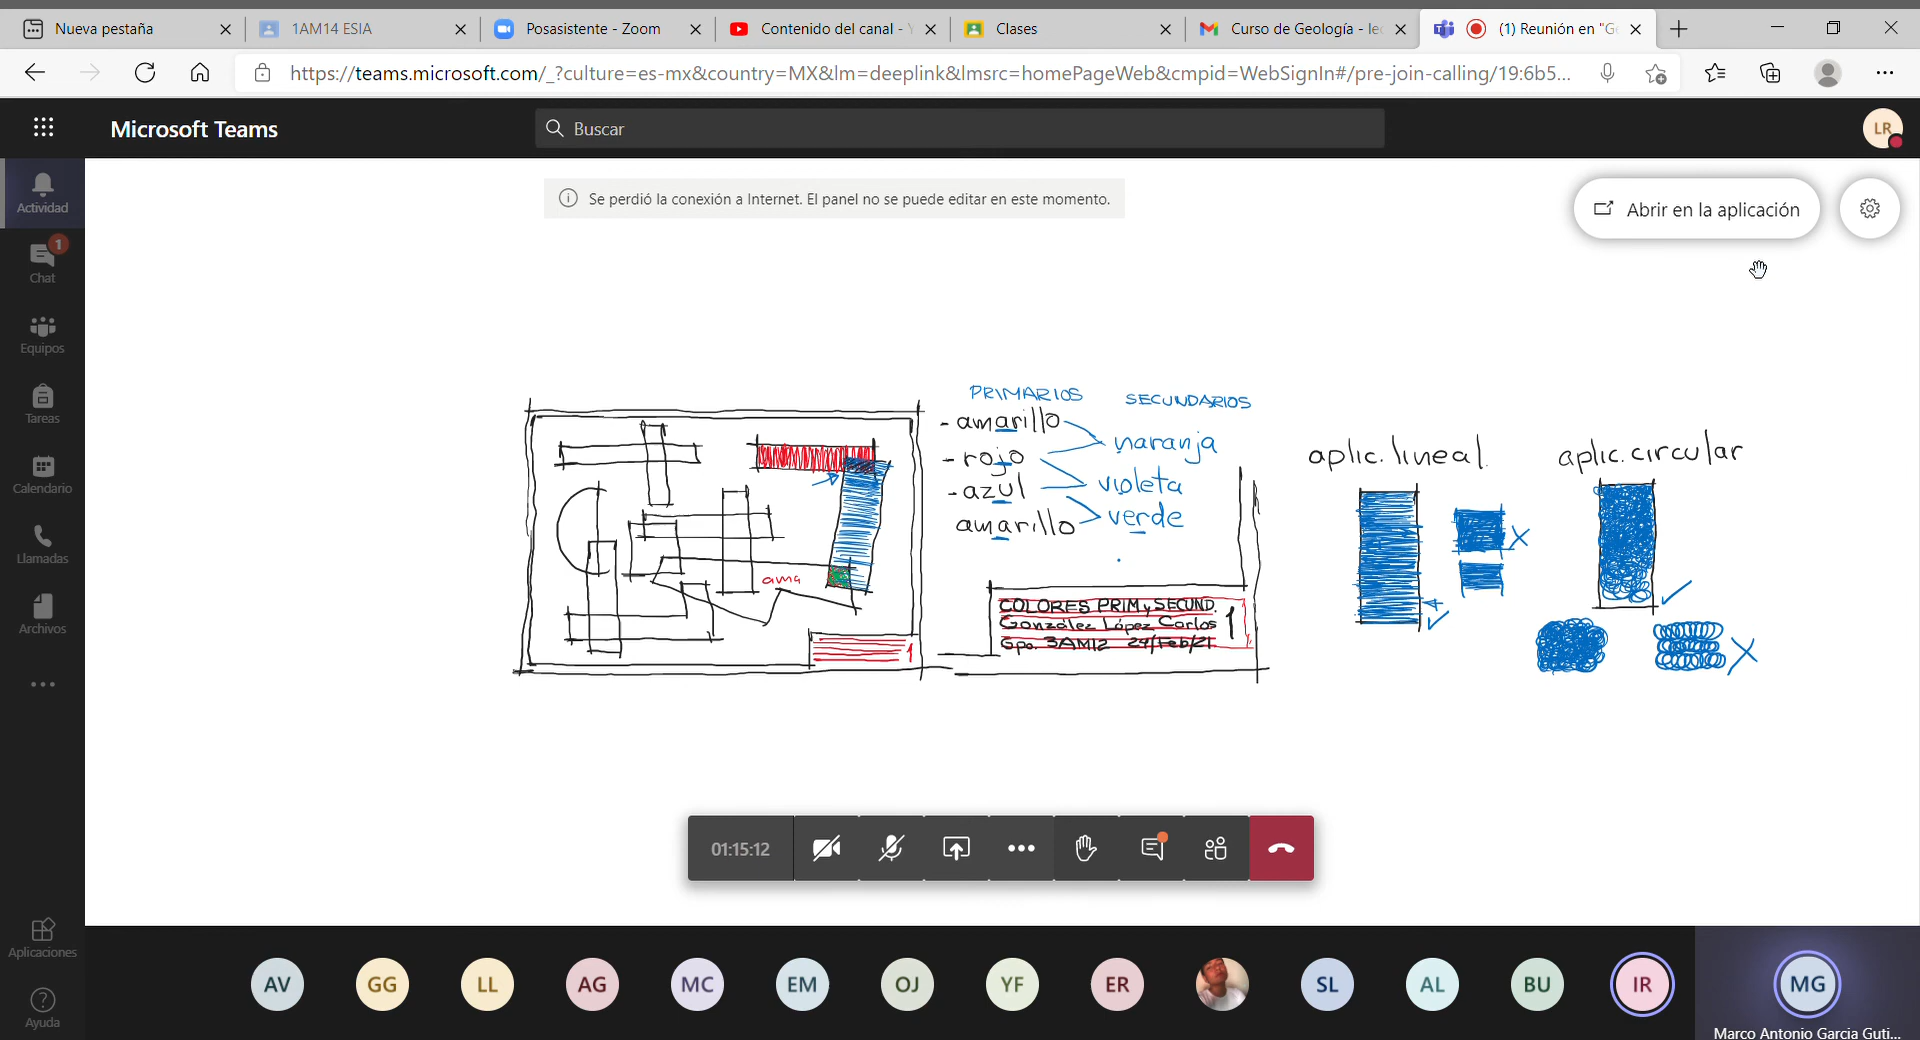 Nueva pestaña
1AM14 ESIA
Posasistente - Zoom
Contenido del canal - Y
Clases
Curso de Geología - lec
(1) Reunión en "Ge
https://teams.microsoft.com/_?culture=es-mx&country=MX&lm=deeplink&lmsrc=homePageWeb&cmpid=WebSignIn#/pre-join-calling/19:6b5...
Microsoft Teams
Buscar
LR
Actividad
1
Chat
Equipos
Tareas
Calendario
Llamadas
Archivos
Aplicaciones
Ayuda
Se perdió la conexión a Internet. El panel no se puede editar en este momento.
Abrir en la aplicación
ama
1
PRIMARIOS SECUNDARIOS
- amarillo
naranja
- rojo
violeta
- azul
verde
amarillo
COLORES PRIM y SECUND.
González López Carlos
1
Gpo. 3AM12 24/Feb/21
aplic. lineal.
X
aplic. circular
X
01:15:12
AV
GG
LL
AG
MC
EM
OJ
YF
ER
SL
AL
BU
IR
MG
Marco Antonio Garcia Guti...